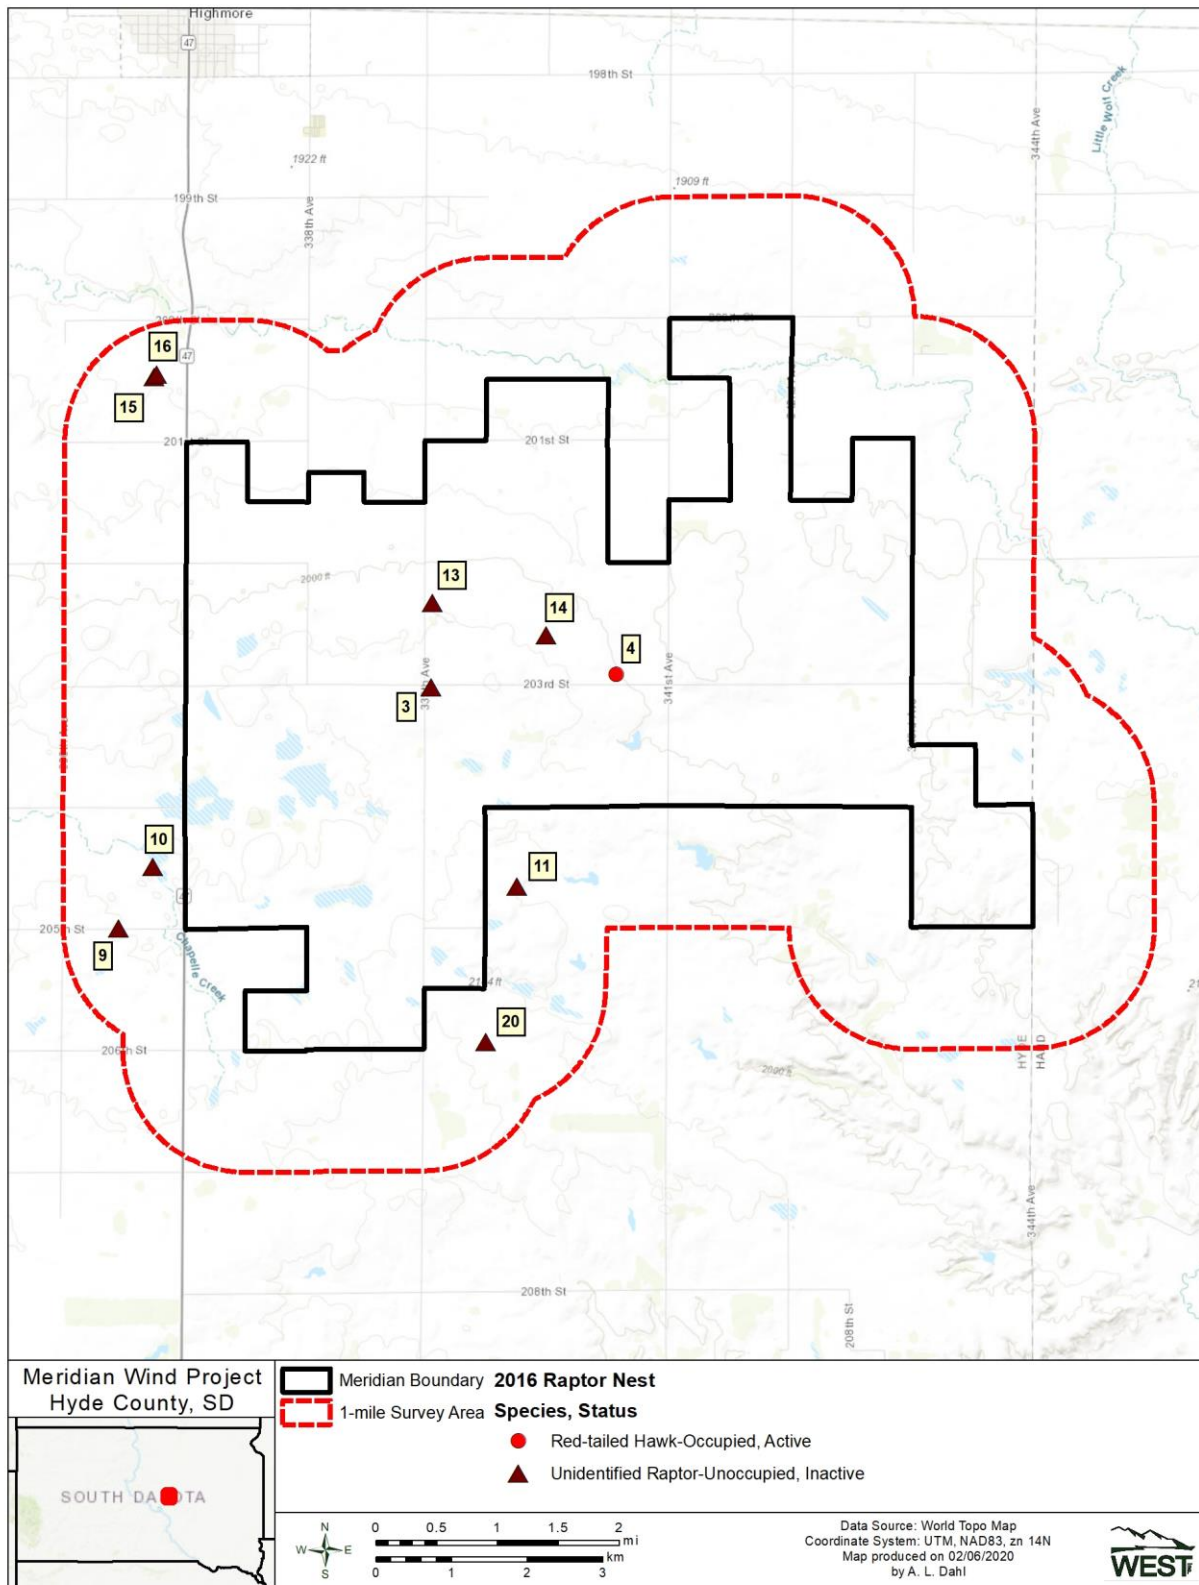 Highmore
47
198th St
Little Wolf Creek
344th Ave
1922 ft
1909 ft
199th St
338th Ave
16
47
15
201st St
13
2000 ft
14
4
203rd St
341st Ave
3
10
11
47
205th St
9
Chapelle Creek
20
206th St
HYDE
HAND
2000 ft
344th Ave
208th St
208th St
Meridian Wind Project
Hyde County, SD
Meridian Boundary
1-mile Survey Area
2016 Raptor Nest
Species, Status
Red-tailed Hawk-Occupied, Active
Unidentified Raptor-Unoccupied, Inactive
SOUTH DAKOTA
N
W E
S
0 0.5 1 1.5 2
mi
km
0 1 2 3
Data Source: World Topo Map
Coordinate System: UTM, NAD83, zn 14N
Map produced on 02/06/2020
by A. L. Dahl
WEST